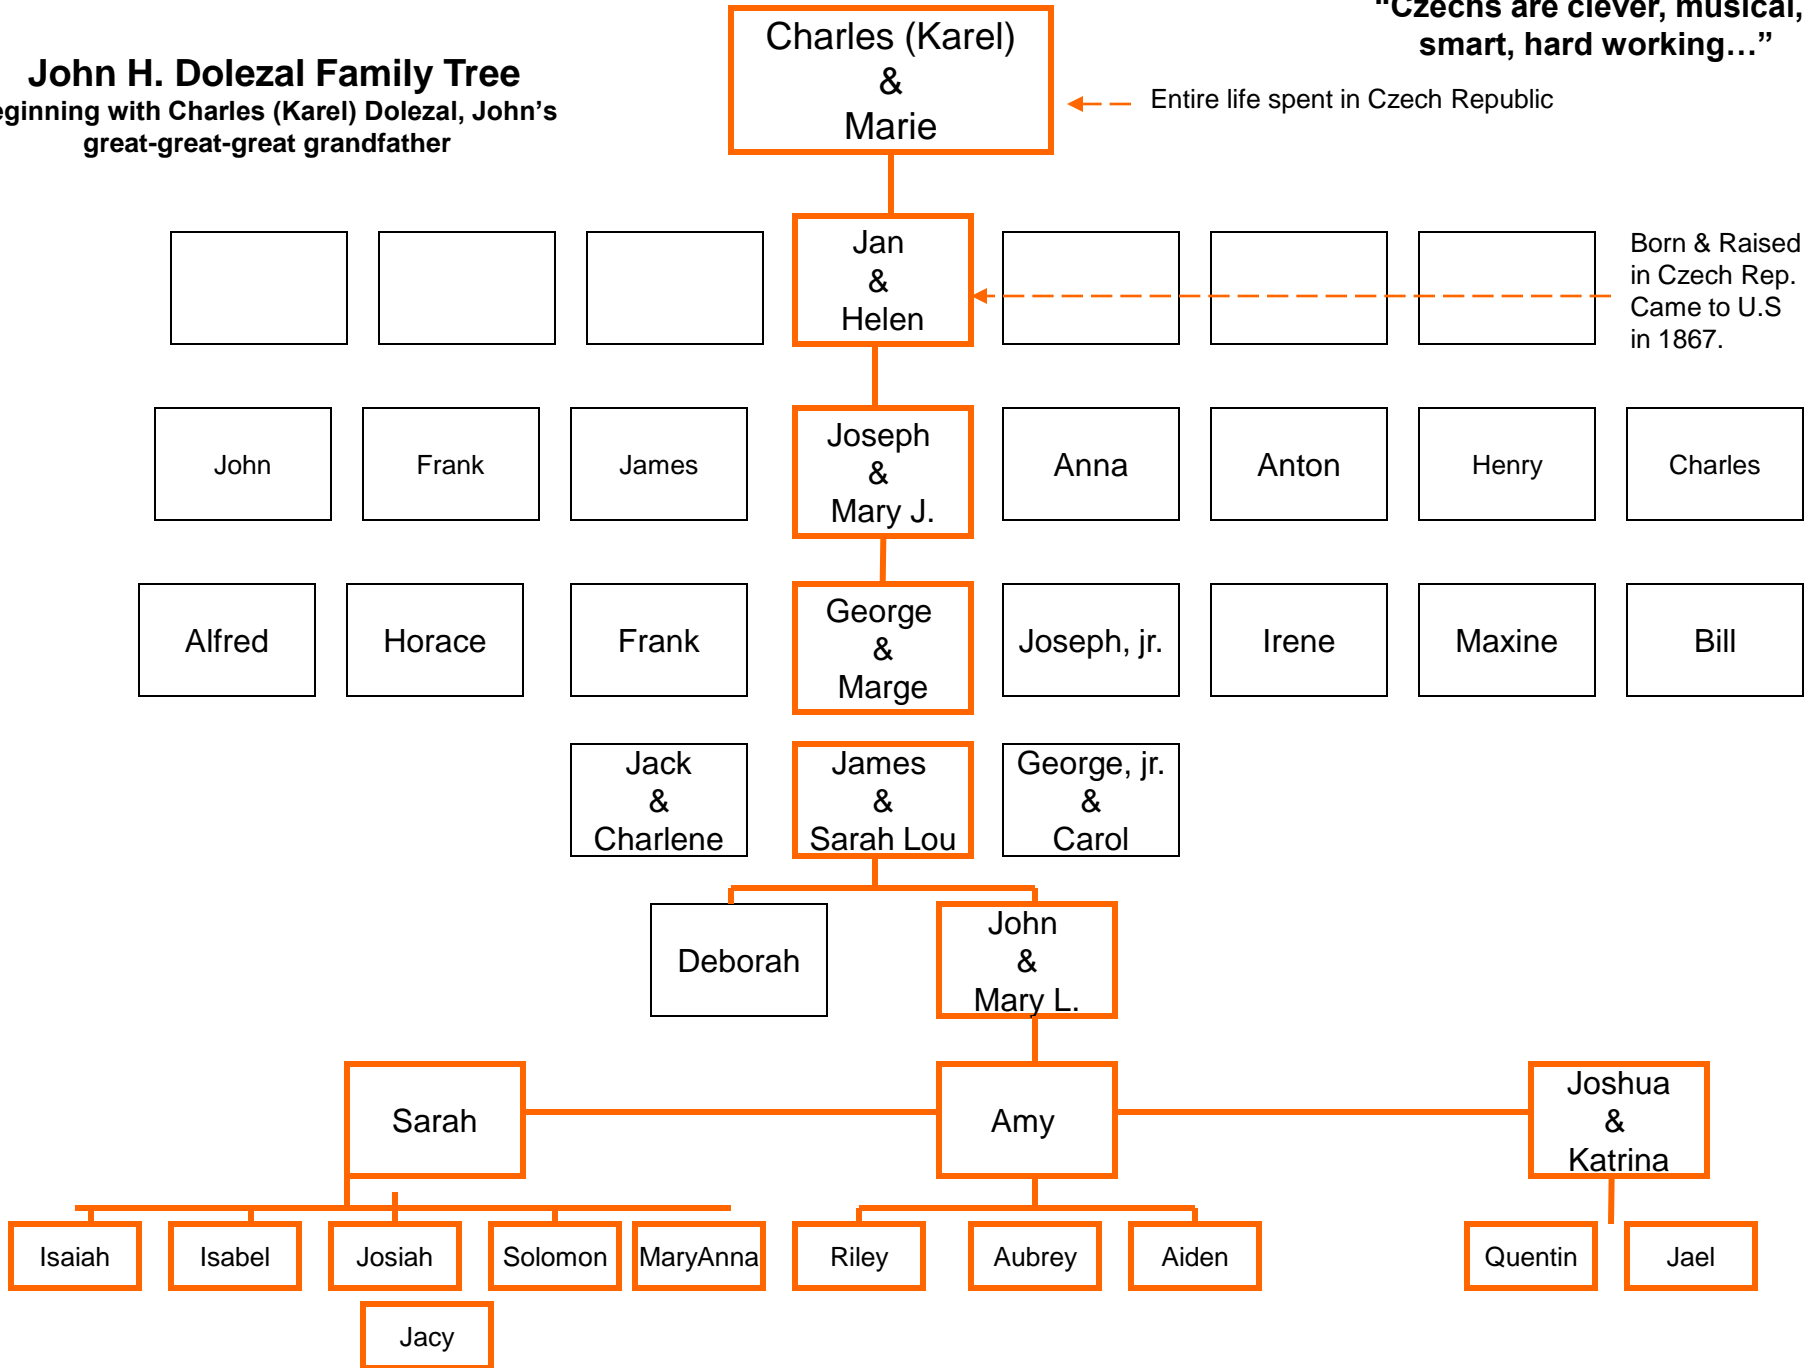 "Czechs are clever, musical,
smart, hard working…"
John H. Dolezal Family Tree
eginning with Charles (Karel) Dolezal, John's
great-great-great grandfather
Charles (Karel)
&
Marie
Entire life spent in Czech Republic
Jan
&
Helen
Born & Raised
in Czech Rep.
Came to U.S
in 1867.
John
Frank
James
Joseph
&
Mary J.
Anna
Anton
Henry
Charles
Alfred
Horace
Frank
George
&
Marge
Joseph, jr.
Irene
Maxine
Bill
Jack
&
Charlene
James
&
Sarah Lou
George, jr.
&
Carol
Deborah
John
&
Mary L.
Sarah
Amy
Joshua
&
Katrina
Isaiah
Isabel
Josiah
Solomon
MaryAnna
Riley
Aubrey
Aiden
Quentin
Jael
Jacy